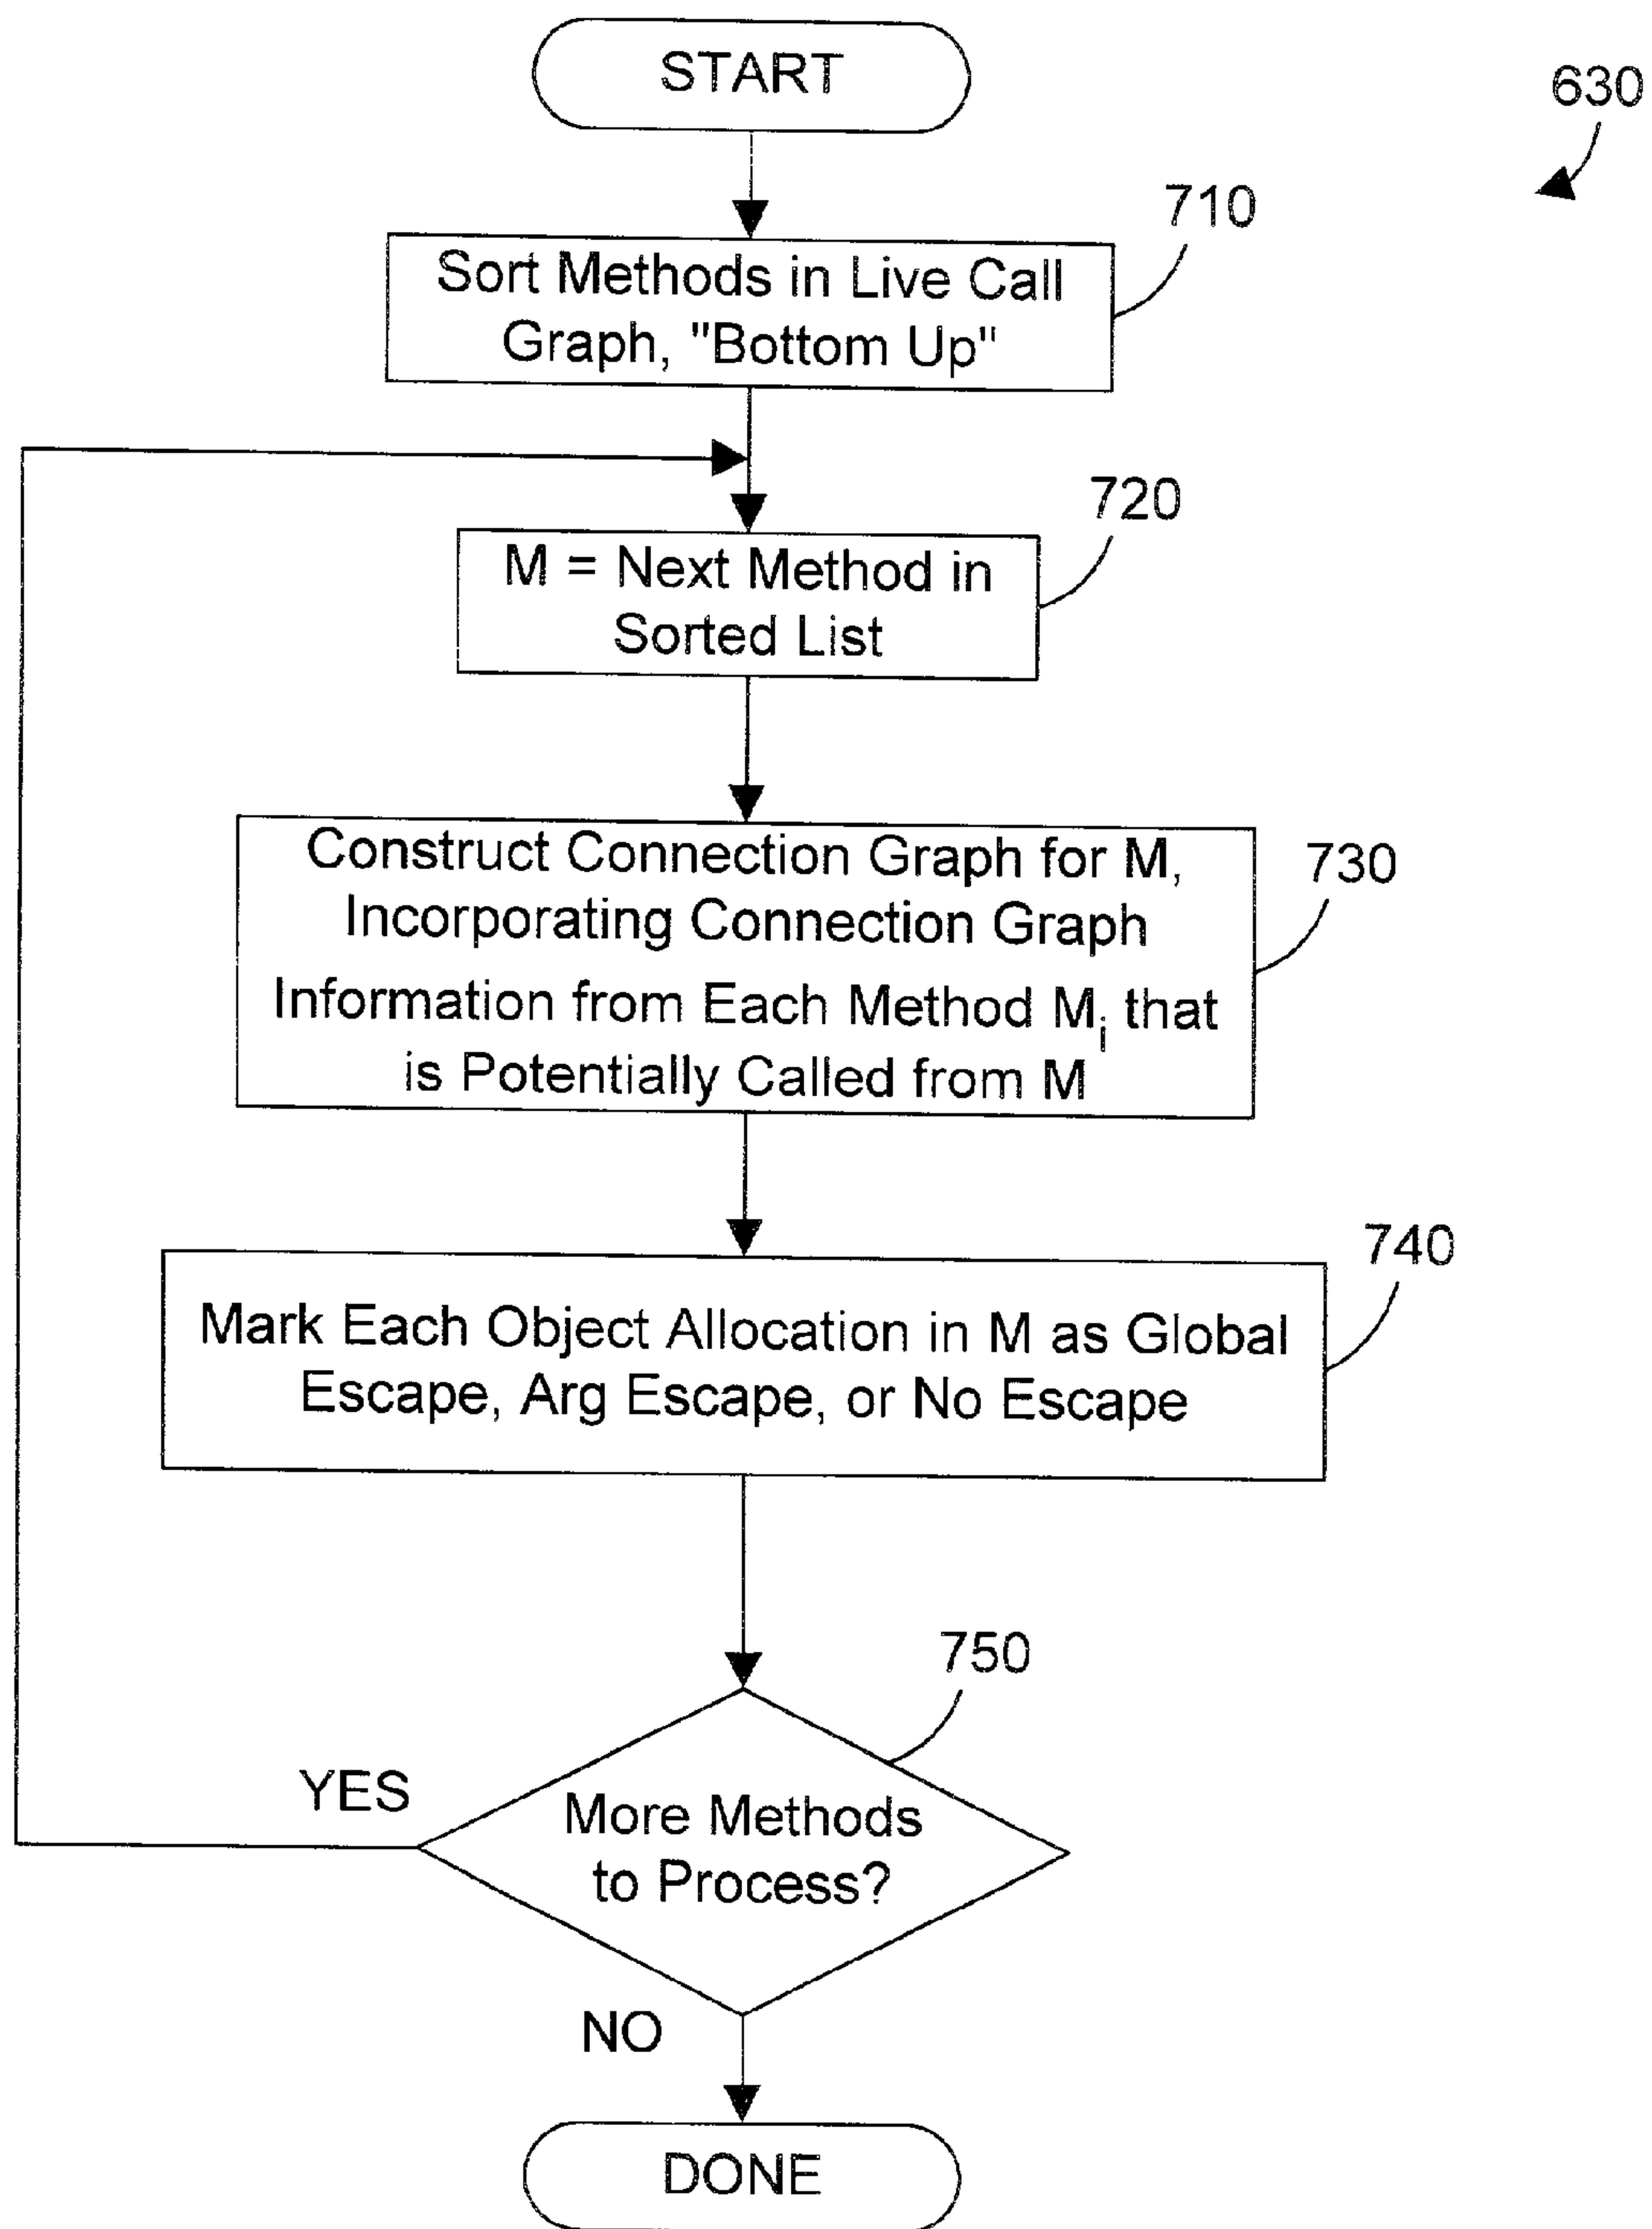 START
630
710
Sort Methods in Live Call
Graph, "Bottom Up"
720
M = Next Method in
Sorted List
730
Construct Connection Graph for M,
Incorporating Connection Graph
Information from Each Method Mi that
is Potentially Called from M
740
Mark Each Object Allocation in M as Global
Escape, Arg Escape, or No Escape
750
YES
More Methods
to Process?
NO
DONE